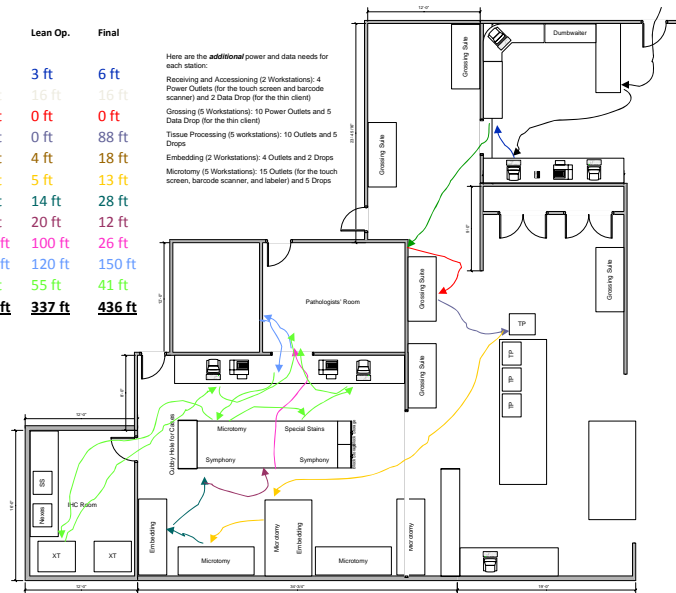 Lean Op. Final
3 ft 6 ft
16 ft 16 ft
0 ft 0 ft
0 ft 88 ft
4 ft 18 ft
5 ft 13 ft
14 ft 28 ft
20 ft 12 ft
100 ft 26 ft
120 ft 150 ft
55 ft 41 ft
ft 337 ft 436 ft
Here are the additional power and data needs for
each station:
Receiving and Accessioning (2 Workstations): 4
Power Outlets (for the touch screen and barcode
scanner) and 2 Data Drop (for the thin client)
Grossing (5 Workstations): 10 Power Outlets and 5
Data Drop (for the thin client)
Tissue Processing (5 workstations): 10 Outlets and 5
Drops
Embedding (2 Workstations): 4 Outlets and 2 Drops
Microtomy (5 Workstations): 15 Outlets (for the touch
screen, barcode scanner, and labeler) and 5 Drops
12'-0"
Grossing Suite
Dumbwaiter
Grossing Suite
Grossing Suite
Grossing Suite
Pathologists' Room
TP
TP
TP
TP
Grossing Suite
Cubby Hole for Cases
Microtomy
Special Stains
Symphony
Symphony
SS
Nexes
IHC Room
XT
XT
Embedding
Microtomy
Microtomy
Embedding
Microtomy
Microtomy
12'-0"